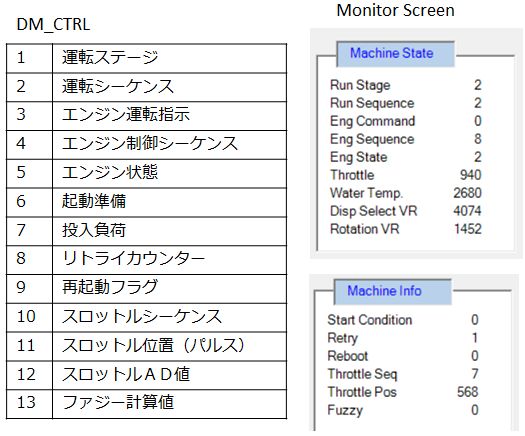 DM_CTRL
1 運転ステージ
2 運転シーケンス
3 エンジン運転指示
4 エンジン制御シーケンス
5 エンジン状態
6 起動準備
7 投入負荷
8 リトライカウンター
9 再起動フラグ
10 スロットルシーケンス
11 スロットル位置（パルス）
12 スロットルＡＤ値
13 ファジー計算値
Monitor Screen
Machine State
Run Stage 2
Run Sequence 2
Eng Command 0
Eng Sequence 8
Eng State 2
Throttle 940
Water Temp. 2680
Disp Select VR 4074
Rotation VR 1452
Machine Info
Start Condition 0
Retry 1
Reboot 0
Throttle Seq 7
Throttle Pos 568
Fuzzy 0